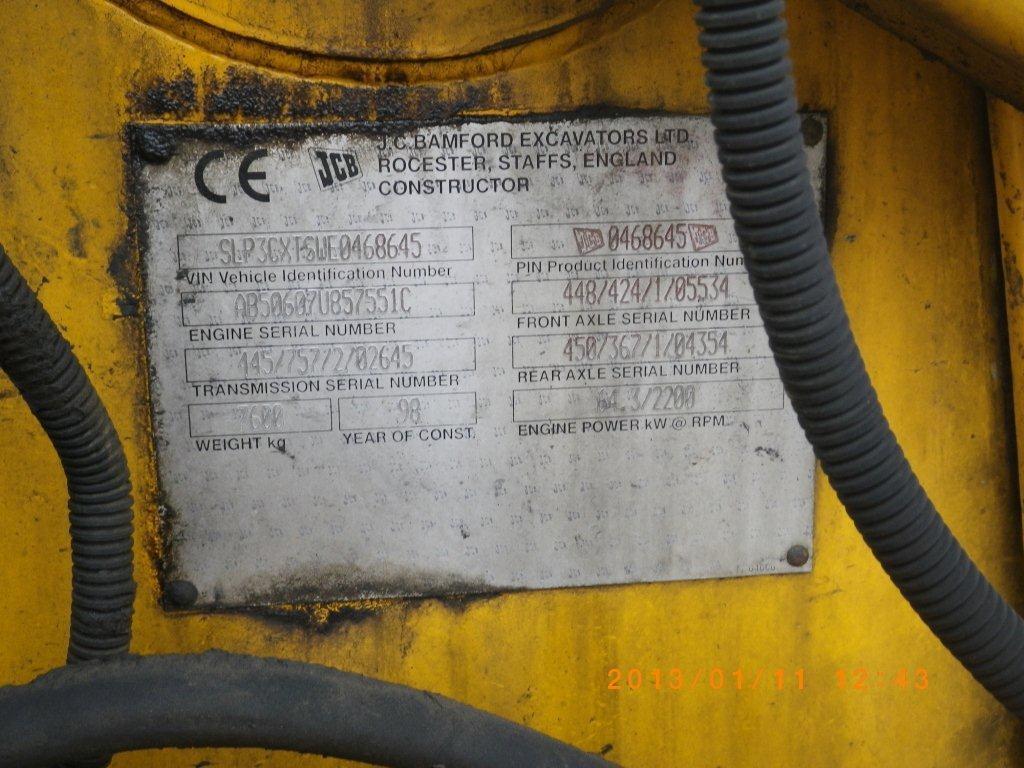 CE JCB J.C.BAMFORD EXCAVATORS LTD.
ROCESTER, STAFFS, ENGLAND
CONSTRUCTOR
SLP3CXTSWE0468645
VIN Vehicle Identification Number
JCB 0468645 JCB
PIN Product Identification Num
AB50607U857551C
ENGINE SERIAL NUMBER
448/424/1/05534
FRONT AXLE SERIAL NUMBER
445/757/2/02645
TRANSMISSION SERIAL NUMBER
450/367/1/04354
REAR AXLE SERIAL NUMBER
7600
WEIGHT kg
98
YEAR OF CONST.
64.3/2200
ENGINE POWER kW @ RPM
2013/01/11 12:43